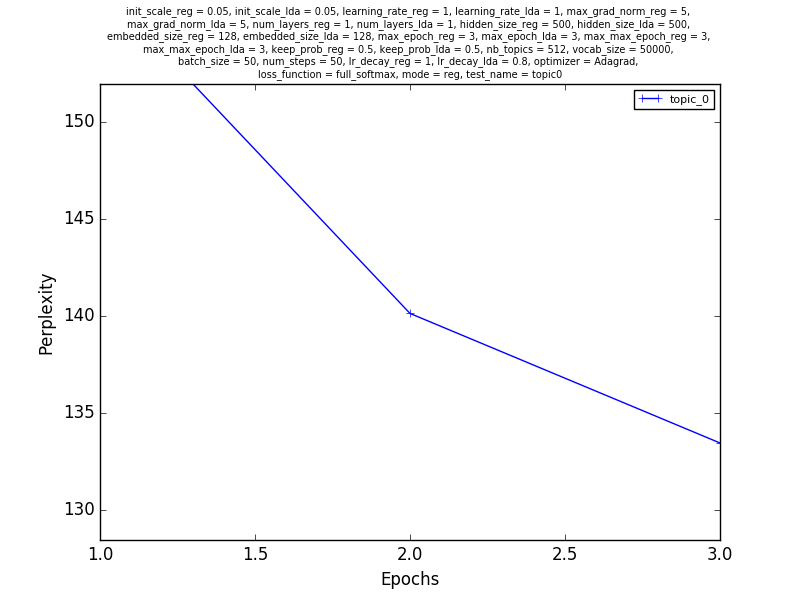 init_scale_reg = 0.05, init_scale_lda = 0.05, learning_rate_reg = 1, learning_rate_lda = 1, max_grad_norm_reg = 5,
max_grad_norm_lda = 5, num_layers_reg = 1, num_layers_lda = 1, hidden_size_reg = 500, hidden_size_lda = 500,
embedded_size_reg = 128, embedded_size_lda = 128, max_epoch_reg = 3, max_epoch_lda = 3, max_max_epoch_reg = 3,
max_max_epoch_lda = 3, keep_prob_reg = 0.5, keep_prob_lda = 0.5, nb_topics = 512, vocab_size = 50000,
batch_size = 50, num_steps = 50, lr_decay_reg = 1, lr_decay_lda = 0.8, optimizer = Adagrad,
loss_function = full_softmax, mode = reg, test_name = topic0
topic_0
150
145
140
135
130
Perplexity
1.0 1.5 2.0 2.5 3.0
Epochs